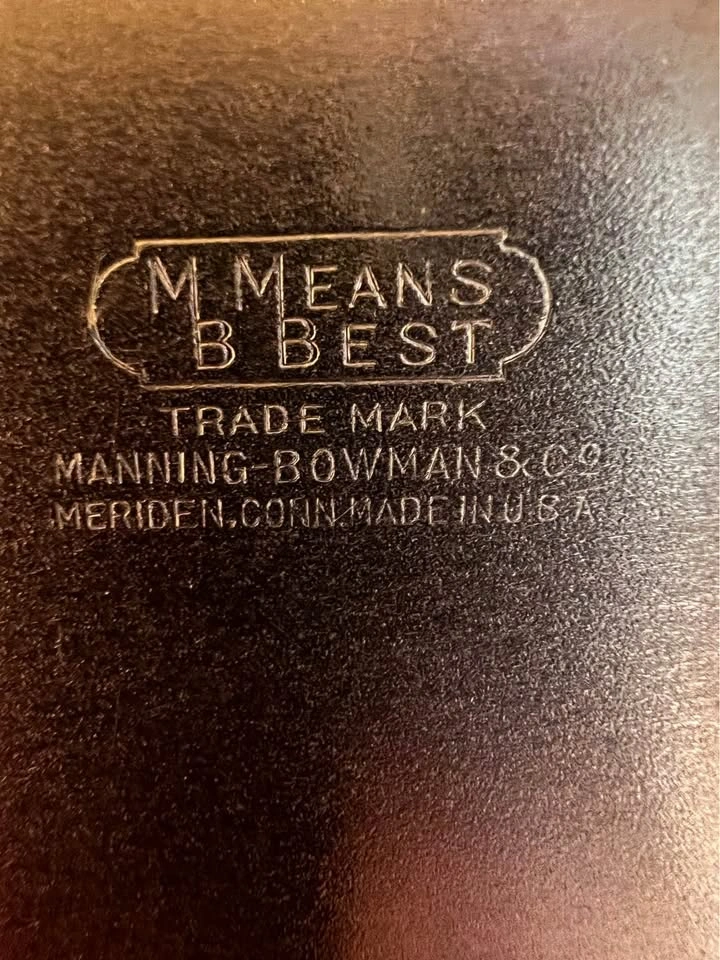 M MEANS
B BEST
TRADE MARK
MANNING-BOWMAN & Co
MERIDEN, CONN. MADE IN U S A